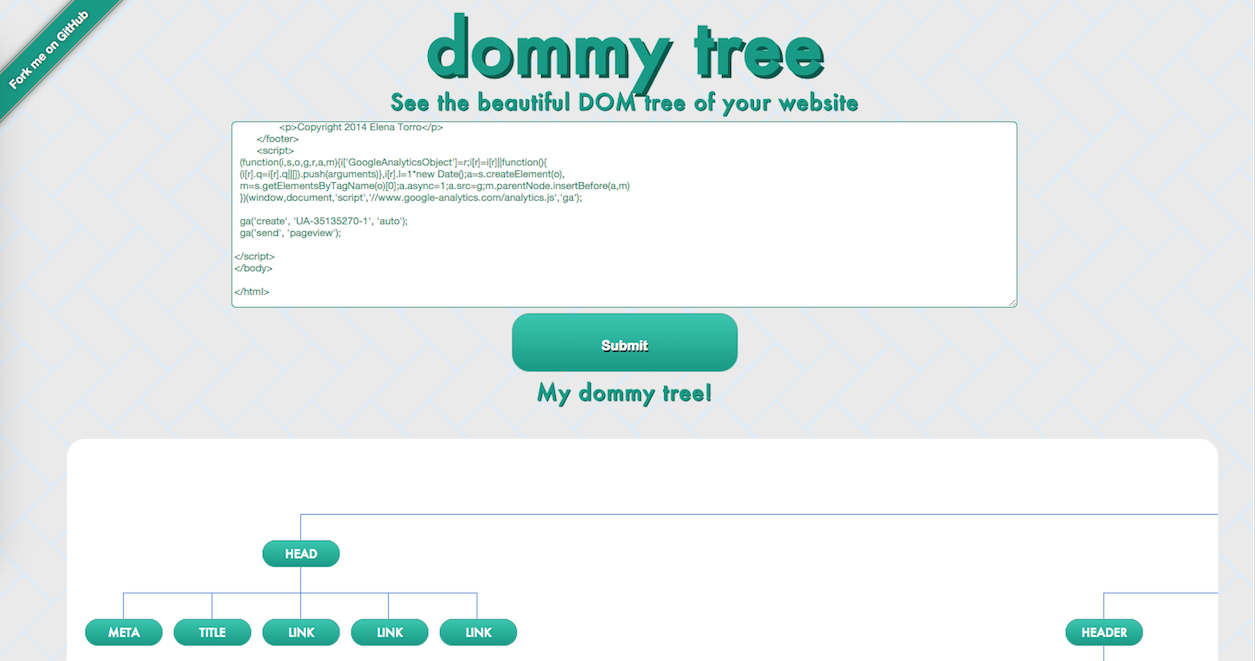 Fork me on GitHub
dommy tree
See the beautiful DOM tree of your website
<p>Copyright 2014 Elena Torro</p>
</footer>
<script>
(function(i,s,o,g,r,a,m){i['GoogleAnalyticsObject']=r;i[r]=i[r]||function(){
(i[r].q=i[r].q||[]).push(arguments)},i[r].l=1*new Date();a=s.createElement(o),
m=s.getElementsByTagName(o)[0];a.async=1;a.src=g;m.parentNode.insertBefore(a,m)
})(window,document,'script','//www.google-analytics.com/analytics.js','ga');
ga('create', 'UA-35135270-1', 'auto');
ga('send', 'pageview');
</script>
</body>
</html>
Submit
My dommy tree!
HEAD
META TITLE LINK LINK LINK HEADER